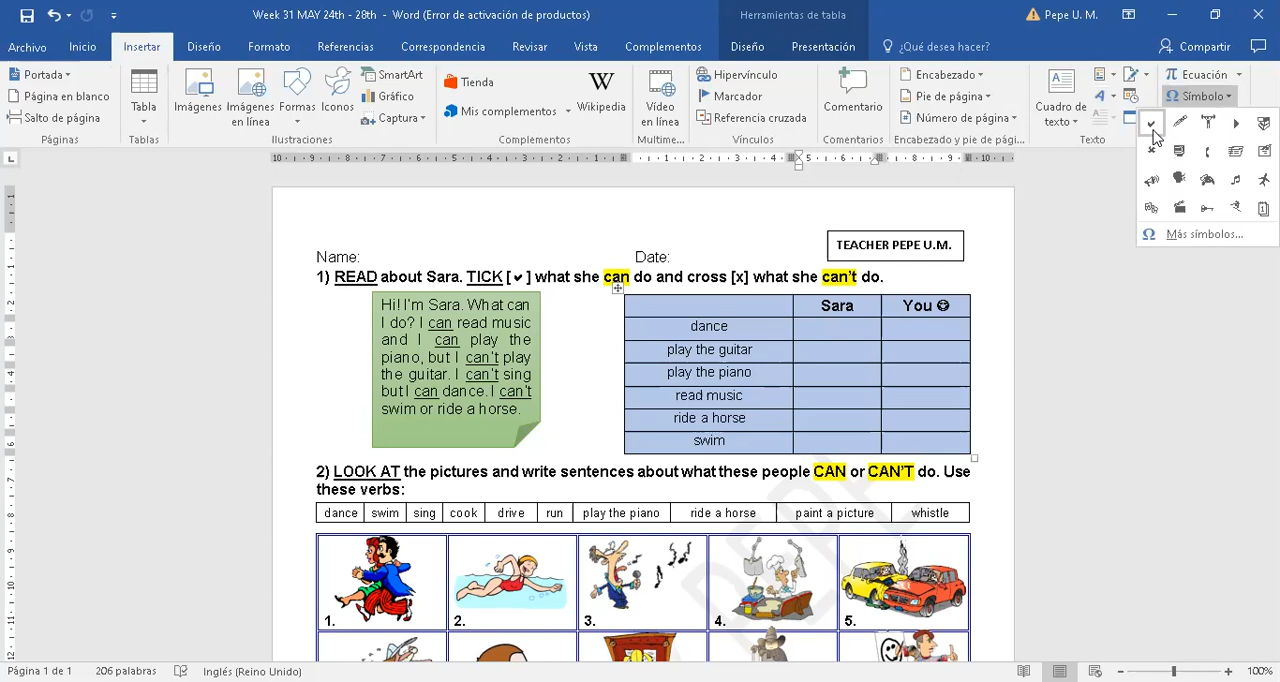 Week 31 MAY 24th - 28th - Word (Error de activación de productos)
Herramientas de tabla
Pepe U. M.
Archivo Inicio Insertar Diseño Formato Referencias Correspondencia Revisar Vista Complementos Diseño Presentación ¿Qué desea hacer? Compartir
Portada
Página en blanco
Salto de página
Páginas
Tabla
Tablas
Imágenes
Imágenes en línea
Formas
Iconos
SmartArt
Gráfico
Captura
Ilustraciones
Tienda
Mis complementos
Wikipedia
Complementos
Vídeo en línea
Multime...
Hipervínculo
Marcador
Referencia cruzada
Vínculos
Comentario
Comentarios
Encabezado
Pie de página
Número de página
Encabezado y pie de pági...
Cuadro de texto
Texto
Ecuación
Símbolo
Más símbolos...
TEACHER PEPE U.M.
Name: Date:
1) READ about Sara. TICK [✔] what she can do and cross [x] what she can't do.
Hi! I'm Sara. What can
I do? I can read music
and I can play the
piano, but I can't play
the guitar. I can't sing
but I can dance. I can't
swim or ride a horse.
Sara You ☺
dance
play the guitar
play the piano
read music
ride a horse
swim
2) LOOK AT the pictures and write sentences about what these people CAN or CAN'T do. Use
these verbs:
dance swim sing cook drive run play the piano ride a horse paint a picture whistle
1. 2. 3. 4. 5.
Página 1 de 1 206 palabras Inglés (Reino Unido) 100%